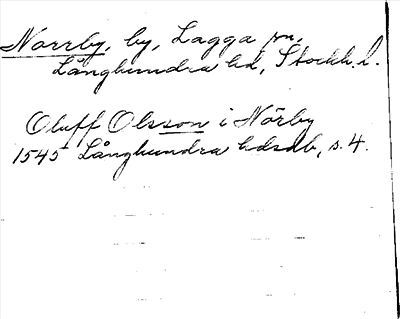 Norrby, by, Lagga sn,
Långhundra hd, Stockh. l.
Oluff Olsson i Nörby
1545 Långhundra hdsdb, s. 4.